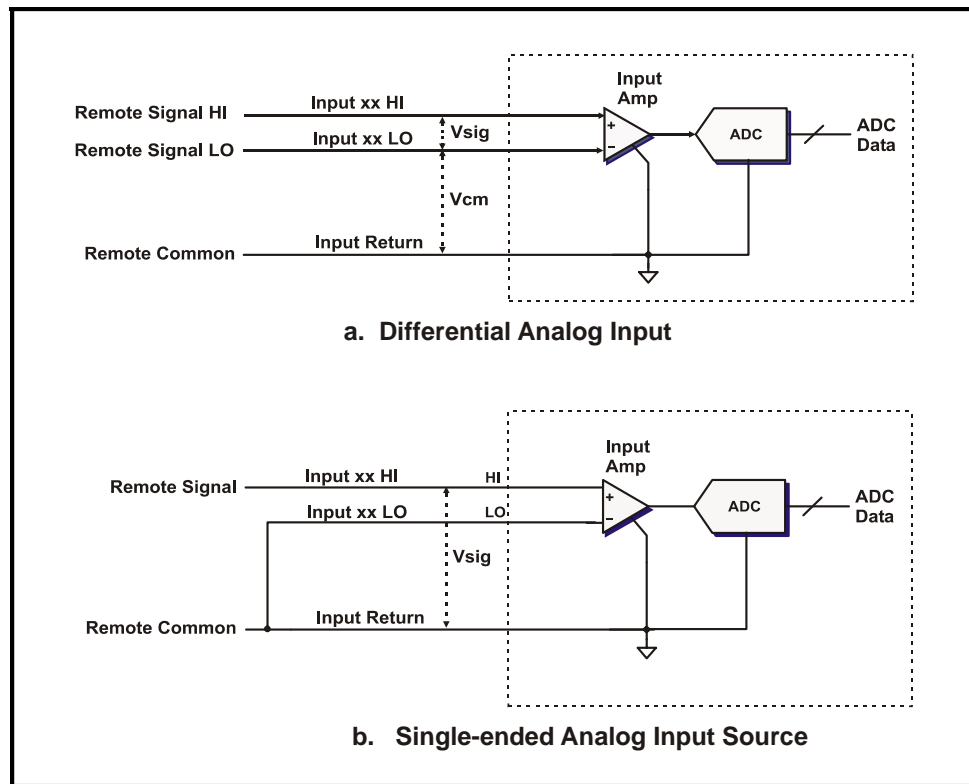 Input
Amp
Remote Signal HI
Input xx HI
Vsig
+
ADC
ADC
Data
Remote Signal LO
Input xx LO
–
Vcm
Remote Common
Input Return
a. Differential Analog Input
Input
Amp
Remote Signal
Input xx HI
HI
+
ADC
ADC
Data
Input xx LO
LO
–
Vsig
Remote Common
Input Return
b. Single-ended Analog Input Source